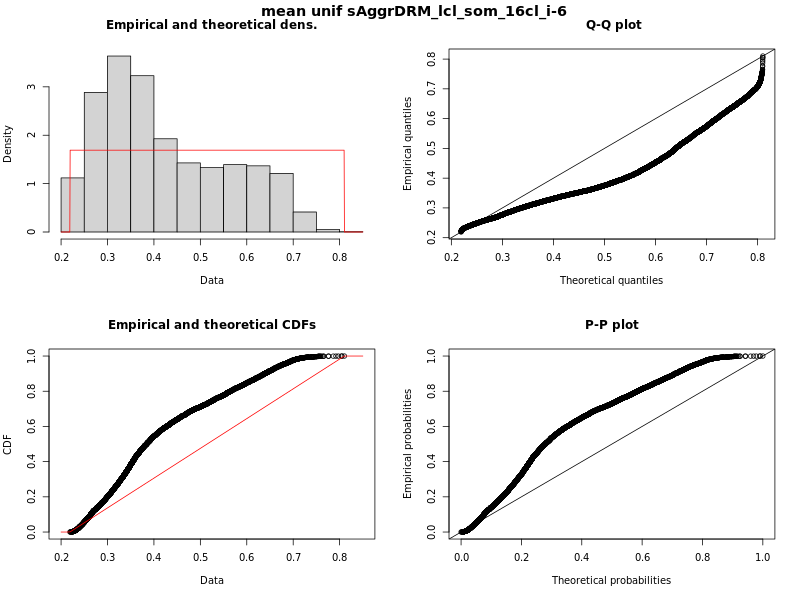 mean unif sAggrDRM_lcl_som_16cl_i-6
Empirical and theoretical dens.
Density
0 1 2 3
0.2 0.3 0.4 0.5 0.6 0.7 0.8
Data
Q-Q plot
Empirical quantiles
0.2 0.3 0.4 0.5 0.6 0.7 0.8
0.2 0.3 0.4 0.5 0.6 0.7 0.8
Theoretical quantiles
Empirical and theoretical CDFs
CDF
0.0 0.2 0.4 0.6 0.8 1.0
0.2 0.3 0.4 0.5 0.6 0.7 0.8
Data
P-P plot
Empirical probabilities
0.0 0.2 0.4 0.6 0.8 1.0
0.0 0.2 0.4 0.6 0.8 1.0
Theoretical probabilities